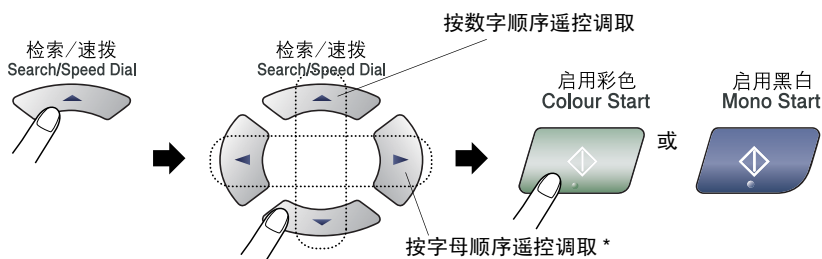 按数字顺序遥控调取
检索/速拨
Search/Speed Dial
检索/速拨
Search/Speed Dial
启用彩色
Colour Start
或
启用黑白
Mono Start
按字母顺序遥控调取 *